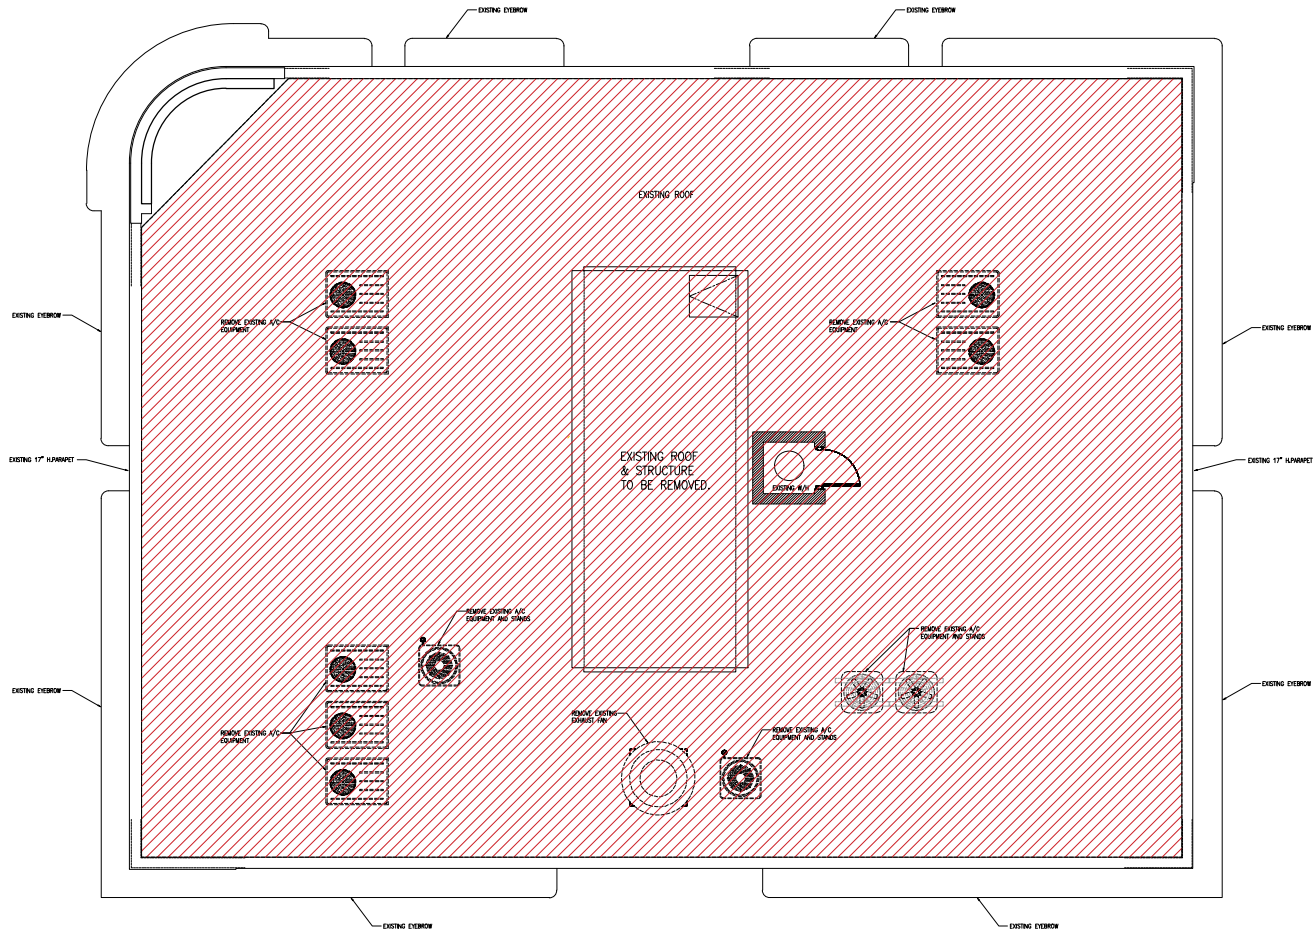 EXISTING EYEBROW
EXISTING EYEBROW
EXISTING ROOF
EXISTING EYEBROW
REMOVE EXISTING A/C
EQUIPMENT
REMOVE EXISTING A/C
EQUIPMENT
EXISTING EYEBROW
EXISTING 17" H.PARAPET
EXISTING ROOF
& STRUCTURE
TO BE REMOVED.
EXISTING W/H
EXISTING 17" H.PARAPET
REMOVE EXISTING A/C
EQUIPMENT AND STANDS
REMOVE EXISTING A/C
EQUIPMENT AND STANDS
EXISTING EYEBROW
EXISTING EYEBROW
REMOVE EXISTING A/C
EQUIPMENT
REMOVE EXISTING
EXHAUST FAN
REMOVE EXISTING A/C
EQUIPMENT AND STANDS
EXISTING EYEBROW
EXISTING EYEBROW